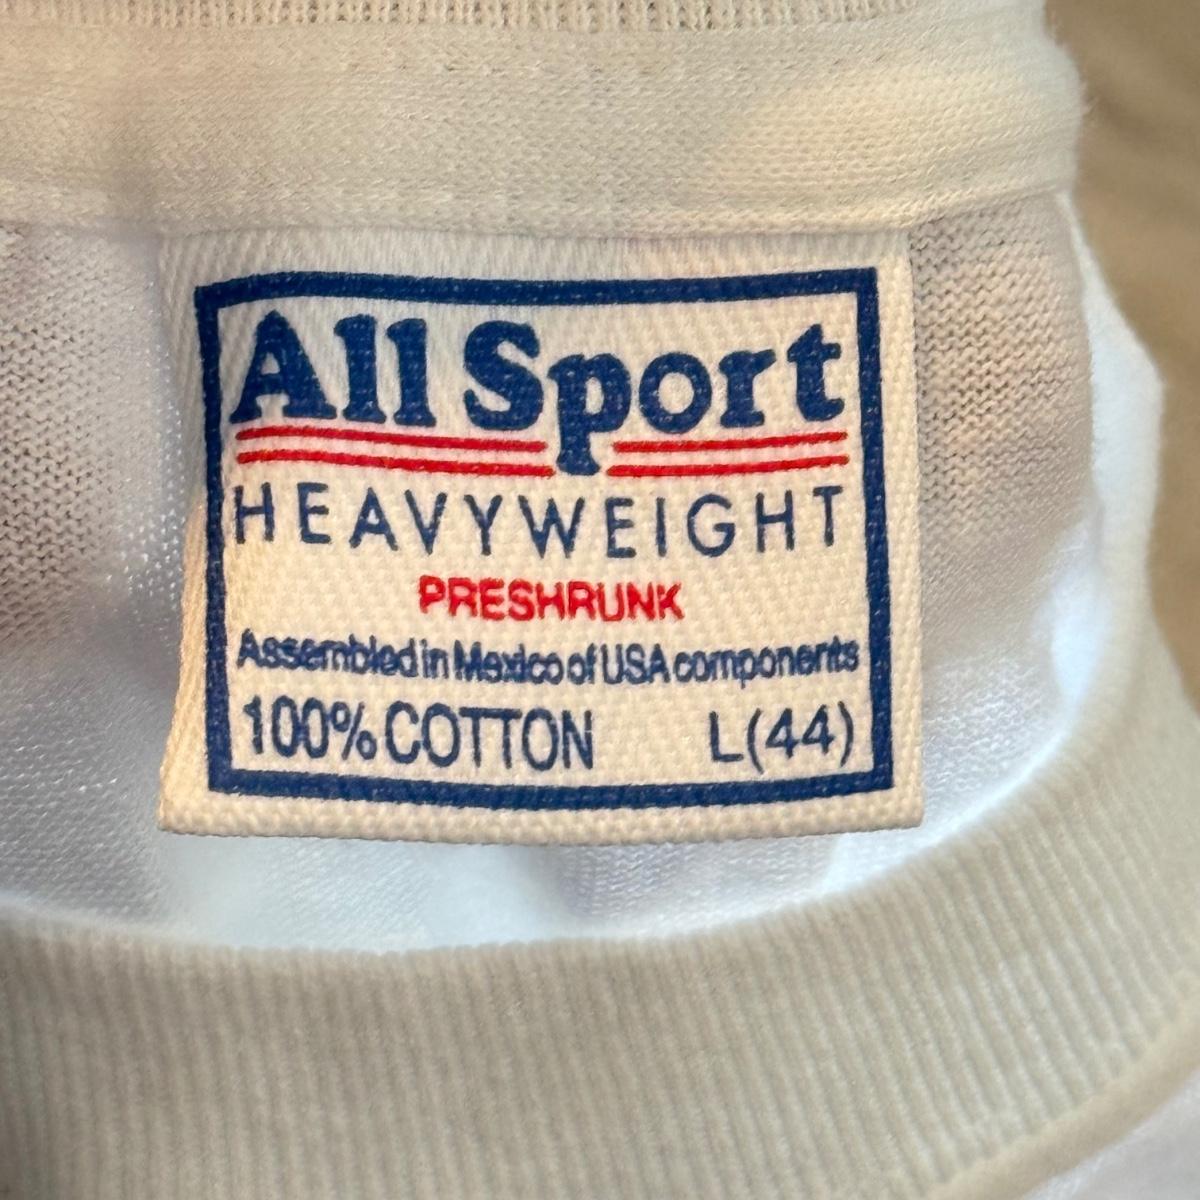 All Sport
HEAVYWEIGHT
PRESHRUNK
Assembled in Mexico of USA components
100% COTTON L(44)